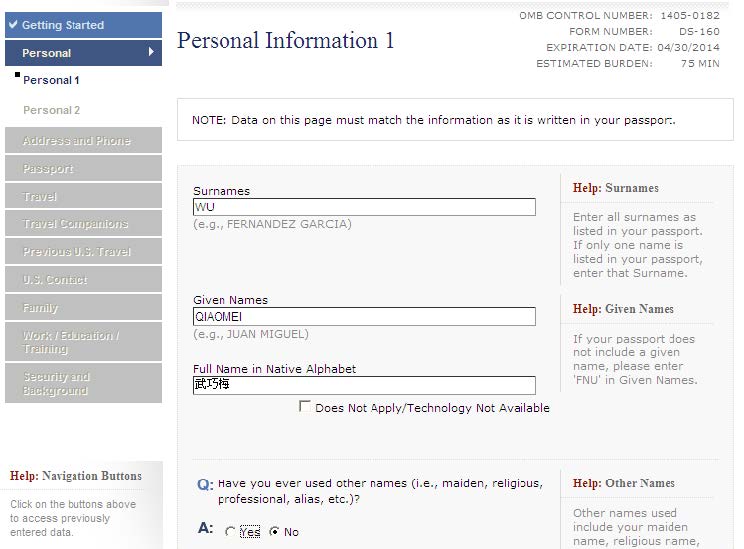 Getting Started
Personal
Personal 1
Personal 2
Address and Phone
Passport
Travel
Travel Companions
Previous U.S. Travel
U.S. Contact
Family
Work / Education /
Training
Security and
Background
Help: Navigation Buttons
Click on the buttons above
to access previously
entered data.
Personal Information 1
OMB CONTROL NUMBER: 1405-0182
FORM NUMBER: DS-160
EXPIRATION DATE: 04/30/2014
ESTIMATED BURDEN: 75 MIN
NOTE: Data on this page must match the information as it is written in your passport.
Surnames
WU
(e.g., FERNANDEZ GARCIA)
Help: Surnames
Enter all surnames as
listed in your passport.
If only one name is
listed in your passport,
enter that Surname.
Given Names
QIAOMEI
(e.g., JUAN MIGUEL)
Help: Given Names
If your passport does
not include a given
name, please enter
'FNU' in Given Names.
Full Name in Native Alphabet
武巧梅
Does Not Apply/Technology Not Available
Q: Have you ever used other names (i.e., maiden, religious,
professional, alias, etc.)?
A: Yes No
Help: Other Names
Other names used
include your maiden
name, religious name,